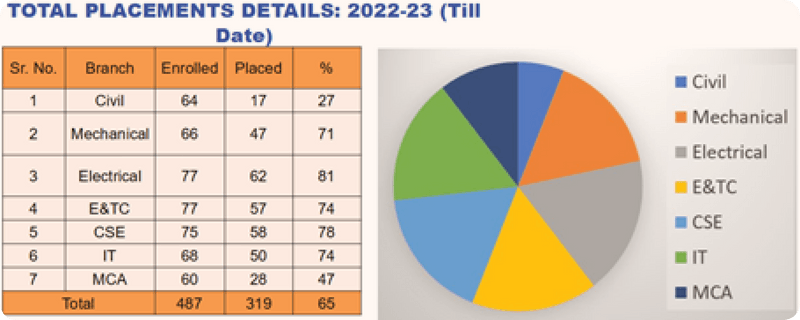 TOTAL PLACEMENTS DETAILS: 2022-23 (Till
Date)
Sr. No. Branch Enrolled Placed %
1 Civil 64 17 27
2 Mechanical 66 47 71
3 Electrical 77 62 81
4 E&TC 77 57 74
5 CSE 75 58 78
6 IT 68 50 74
7 MCA 60 28 47
Total 487 319 65
Civil
Mechanical
Electrical
E&TC
CSE
IT
MCA